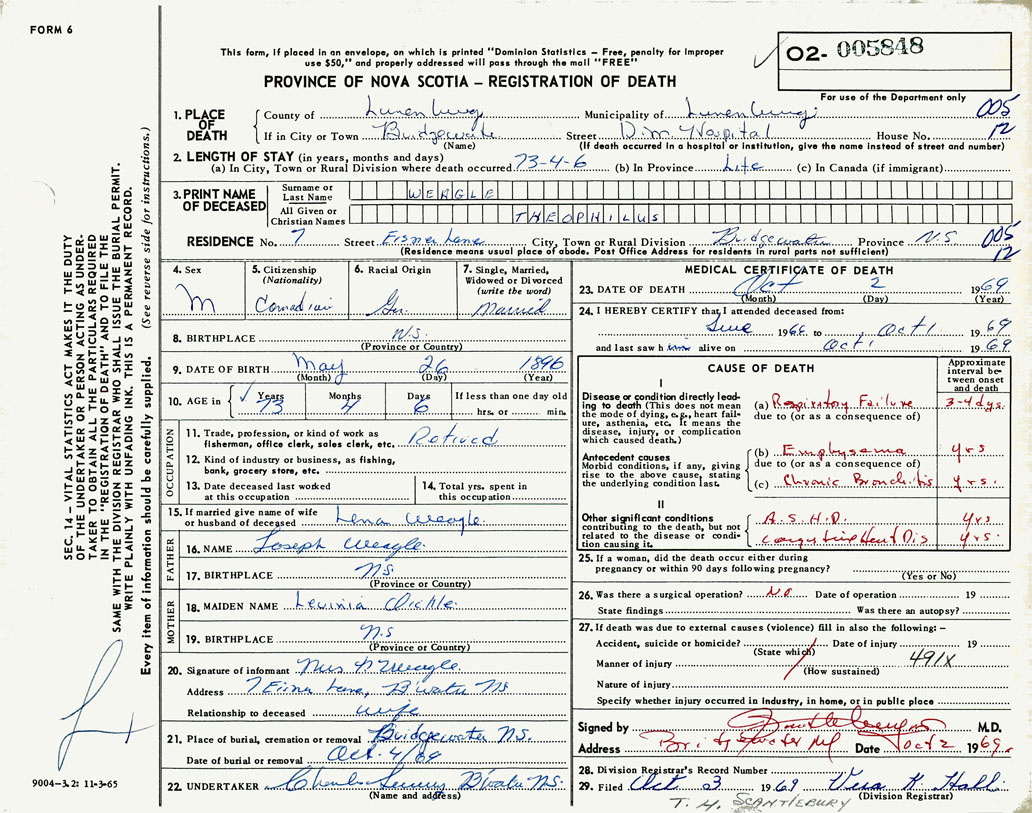 FORM 6
This form, if placed in an envelope, on which is printed "Dominion Statistics – Free, penalty for improper
use $50," and properly addressed will pass through the mail "FREE"
O2- 005848
PROVINCE OF NOVA SCOTIA – REGISTRATION OF DEATH
For use of the Department only
1. PLACE OF DEATH
County of Lunenburg Municipality of Lunenburg 005
If in City or Town Bridgewater Street D.M. Hospital House No. 12
(Name) (If death occurred in a hospital or institution, give the name instead of street and number)
2. LENGTH OF STAY (in years, months and days)
(a) In City, Town or Rural Division where death occurred 73-4-6 (b) In Province Life (c) In Canada (if immigrant)
3. PRINT NAME OF DECEASED
Surname or Last Name WEAGLE
All Given or Christian Names THEOPHILUS
RESIDENCE No. 7 Street Eisner Lane City, Town or Rural Division Bridgewater Province N.S. 005
(Residence means usual place of abode. Post Office Address for residents in rural parts not sufficient) 12
4. Sex
M
5. Citizenship
(Nationality)
Canadian
6. Racial Origin
Ger.
7. Single, Married,
Widowed or Divorced
(write the word)
Married
8. BIRTHPLACE N.S.
(Province or Country)
9. DATE OF BIRTH May 26 1896
(Month) (Day) (Year)
10. AGE in
Years Months Days If less than one day old
73 4 6 hrs. or min.
OCCUPATION
11. Trade, profession, or kind of work as
fisherman, office clerk, sales clerk, etc. Retired
12. Kind of industry or business, as fishing,
bank, grocery store, etc.
13. Date deceased last worked
at this occupation
14. Total yrs. spent in
this occupation
15. If married give name of wife
or husband of deceased Lena Weagle
FATHER
16. NAME Joseph Weagle
17. BIRTHPLACE N.S.
(Province or Country)
MOTHER
18. MAIDEN NAME Levinia
19. BIRTHPLACE N.S
(Province or Country)
20. Signature of informant Mrs Weagle
Address 7 Eisner Lane, B'water NS
Relationship to deceased wife
21. Place of burial, cremation or removal Bridgewater N.S.
Date of burial or removal Oct. 4/69
22. UNDERTAKER Charles B'water N.S.
(Name and address)
MEDICAL CERTIFICATE OF DEATH
23. DATE OF DEATH Oct 2 1969
(Month) (Day) (Year)
24. I HEREBY CERTIFY that I attended deceased from:
June 1966 to Oct 1 1969
and last saw h im alive on Oct 1 1969
CAUSE OF DEATH
Approximate
interval be-
tween onset
and death
I
Disease or condition directly lead-
ing to death (This does not mean
the mode of dying, e.g., heart fail-
ure, asthenia, etc. It means the
disease, injury, or complication
which caused death.)
(a) Respiratory Failure 3-4 dys.
due to (or as a consequence of)
Antecedent causes
Morbid conditions, if any, giving
rise to the above cause, stating
the underlying condition last.
(b) Emphysema yrs
due to (or as a consequence of)
(c) Chronic Bronchitis yrs.
II
Other significant conditions
contributing to the death, but not
related to the disease or condi-
tion causing it.
A.S.H.D. yrs
Congestive Heart Dis yrs.
25. If a woman, did the death occur either during
pregnancy or within 90 days following pregnancy?
(Yes or No)
26. Was there a surgical operation? No Date of operation 19
State findings Was there an autopsy?
27. If death was due to external causes (violence) fill in also the following: –
Accident, suicide or homicide? Date of injury 19
(State which)
Manner of injury 491X
(How sustained)
Nature of injury
Specify whether injury occurred in Industry, in home, or in public place
Signed by M.D.
Address Bridgewater NS Date Oct 2 1969.
28. Division Registrar's Record Number
29. Filed Oct 3 1969 Vera K Hall
(Division Registrar)
T. H. SCANTLEBURY
SEC. 14 – VITAL STATISTICS ACT MAKES IT THE DUTY
OF THE UNDERTAKER OR PERSON ACTING AS UNDER-
TAKER TO OBTAIN ALL THE PARTICULARS REQUIRED
IN THE "REGISTRATION OF DEATH" AND TO FILE THE
SAME WITH THE DIVISION REGISTRAR WHO SHALL ISSUE THE BURIAL PERMIT.
WRITE PLAINLY WITH UNFADING INK. THIS IS A PERMANENT RECORD.
Every item of information should be carefully supplied. (See reverse side for instructions.)
9004-3.2: 11-3-65